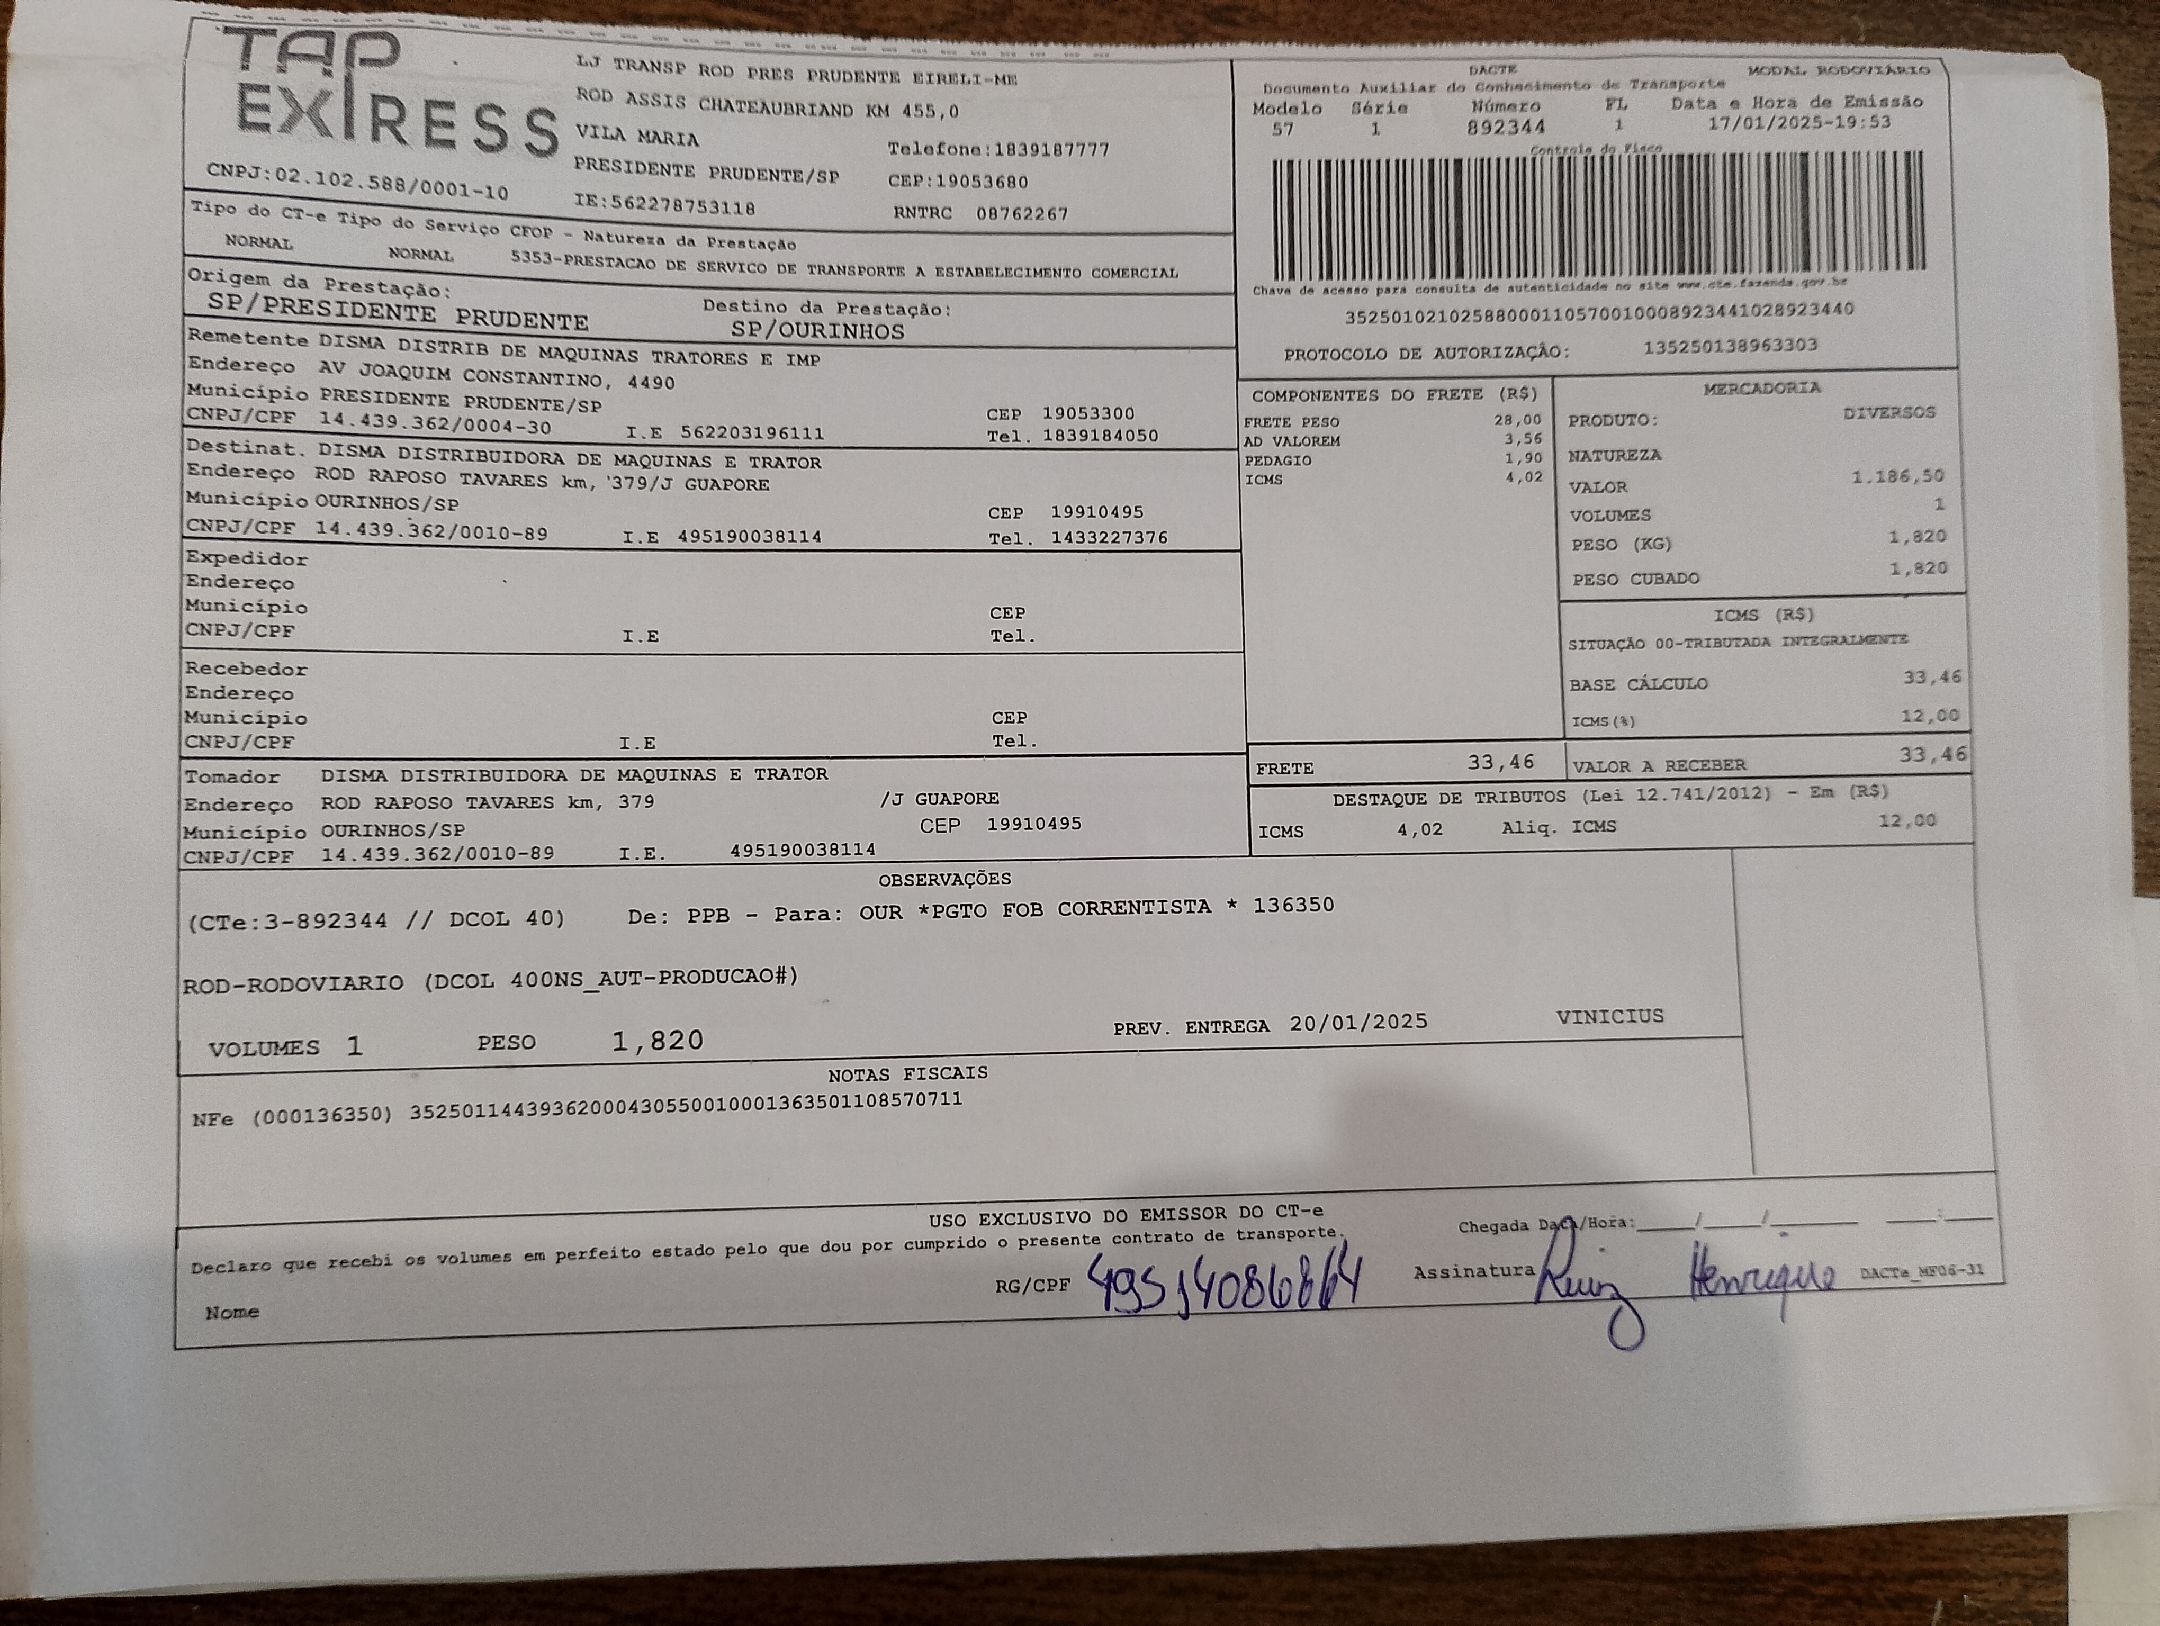 TAP
EXPRESS
LJ TRANSP ROD PRES PRUDENTE EIRELI-ME
ROD ASSIS CHATEAUBRIAND KM 455,0
VILA MARIA Telefone:1839187777
PRESIDENTE PRUDENTE/SP CEP:19053680
CNPJ:02.102.588/0001-10 IE:562278753118 RNTRC 08762267
Tipo do CT-e Tipo do Serviço CFOP - Natureza da Prestação
NORMAL NORMAL 5353-PRESTACAO DE SERVICO DE TRANSPORTE A ESTABELECIMENTO COMERCIAL
Origem da Prestação: Destino da Prestação:
SP/PRESIDENTE PRUDENTE SP/OURINHOS
DACTE MODAL RODOVIÁRIO
Documento Auxiliar do Conhecimento de Transporte
Modelo Série Número FL Data e Hora de Emissão
57 1 892344 1 17/01/2025-19:53
Controle do Fisco
Chave de acesso para consulta de autenticidade no site www.cte.fazenda.gov.br
35250102102588000110570010008923441028923440
PROTOCOLO DE AUTORIZAÇÃO: 135250138963303
Remetente DISMA DISTRIB DE MAQUINAS TRATORES E IMP
Endereço AV JOAQUIM CONSTANTINO, 4490
Município PRESIDENTE PRUDENTE/SP CEP 19053300
CNPJ/CPF 14.439.362/0004-30 I.E 562203196111 Tel. 1839184050
Destinat. DISMA DISTRIBUIDORA DE MAQUINAS E TRATOR
Endereço ROD RAPOSO TAVARES km, 379/J GUAPORE
Município OURINHOS/SP CEP 19910495
CNPJ/CPF 14.439.362/0010-89 I.E 495190038114 Tel. 1433227376
Expedidor
Endereço
Município CEP
CNPJ/CPF I.E Tel.
Recebedor
Endereço
Município CEP
CNPJ/CPF I.E Tel.
Tomador DISMA DISTRIBUIDORA DE MAQUINAS E TRATOR
Endereço ROD RAPOSO TAVARES km, 379 /J GUAPORE
Município OURINHOS/SP CEP 19910495
CNPJ/CPF 14.439.362/0010-89 I.E. 495190038114
COMPONENTES DO FRETE (R$)
FRETE PESO 28,00
AD VALOREM 3,56
PEDAGIO 1,90
ICMS 4,02
MERCADORIA
PRODUTO: DIVERSOS
NATUREZA
VALOR 1.186,50
VOLUMES 1
PESO (KG) 1,820
PESO CUBADO 1,820
ICMS (R$)
SITUAÇÃO 00-TRIBUTADA INTEGRALMENTE
BASE CÁLCULO 33,46
ICMS(%) 12,00
FRETE 33,46 VALOR A RECEBER 33,46
DESTAQUE DE TRIBUTOS (Lei 12.741/2012) - Em (R$)
ICMS 4,02 Aliq. ICMS 12,00
OBSERVAÇÕES
(CTe:3-892344 // DCOL 40) De: PPB - Para: OUR *PGTO FOB CORRENTISTA * 136350
ROD-RODOVIARIO (DCOL 400NS_AUT-PRODUCAO#)
VOLUMES 1 PESO 1,820 PREV. ENTREGA 20/01/2025 VINICIUS
NOTAS FISCAIS
NFe (000136350) 35250114439362000430550010001363501108570711
USO EXCLUSIVO DO EMISSOR DO CT-e
Declaro que recebi os volumes em perfeito estado pelo que dou por cumprido o presente contrato de transporte.
Chegada Data/Hora:____/____/______ ____:____
Nome RG/CPF Assinatura Henrique DACTe_MF06-31